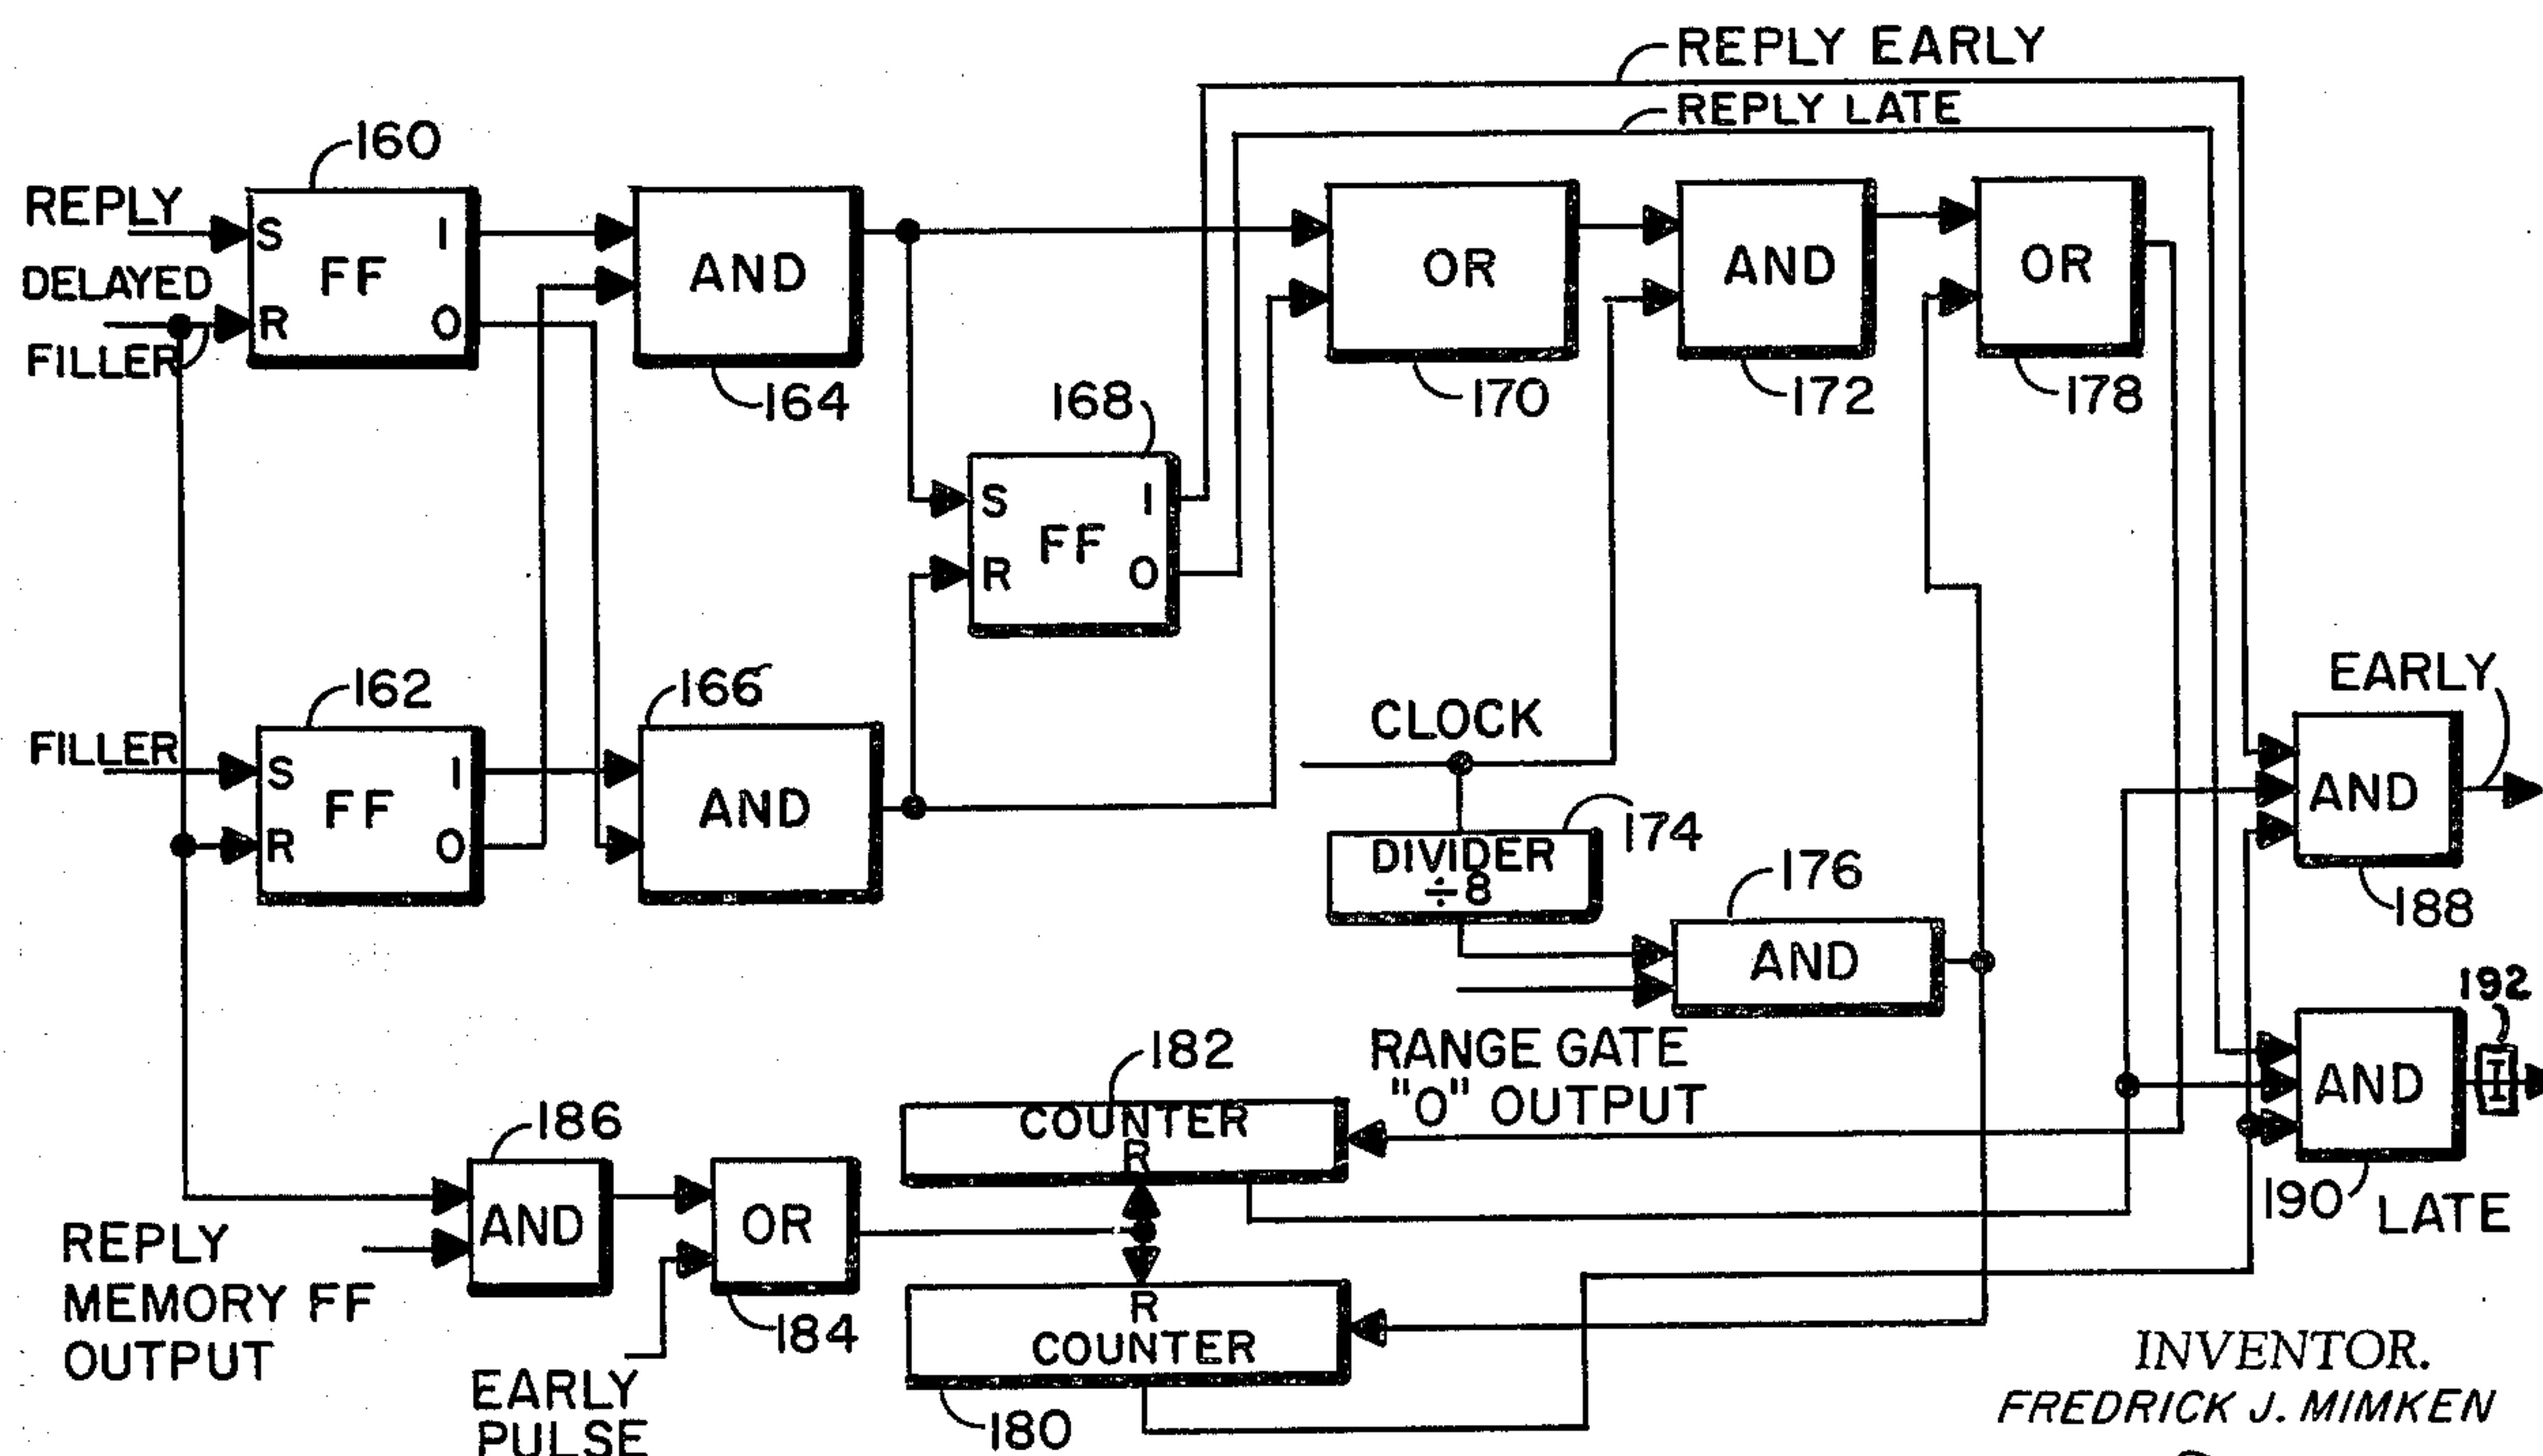 REPLY EARLY
REPLY LATE
160
REPLY
S
1
FF
DELAYED
R
0
FILLER
AND
164
OR
170
AND
172
OR
178
168
S
1
FF
R
0
162
FILLER
S
1
FF
R
0
166
AND
CLOCK
DIVIDER
÷8
174
176
AND
EARLY
AND
188
192
AND
I
190
LATE
RANGE GATE
"0" OUTPUT
182
COUNTER
R
186
AND
OR
184
REPLY
MEMORY FF
OUTPUT
EARLY
PULSE
R
COUNTER
180
INVENTOR.
FREDRICK J. MIMKEN